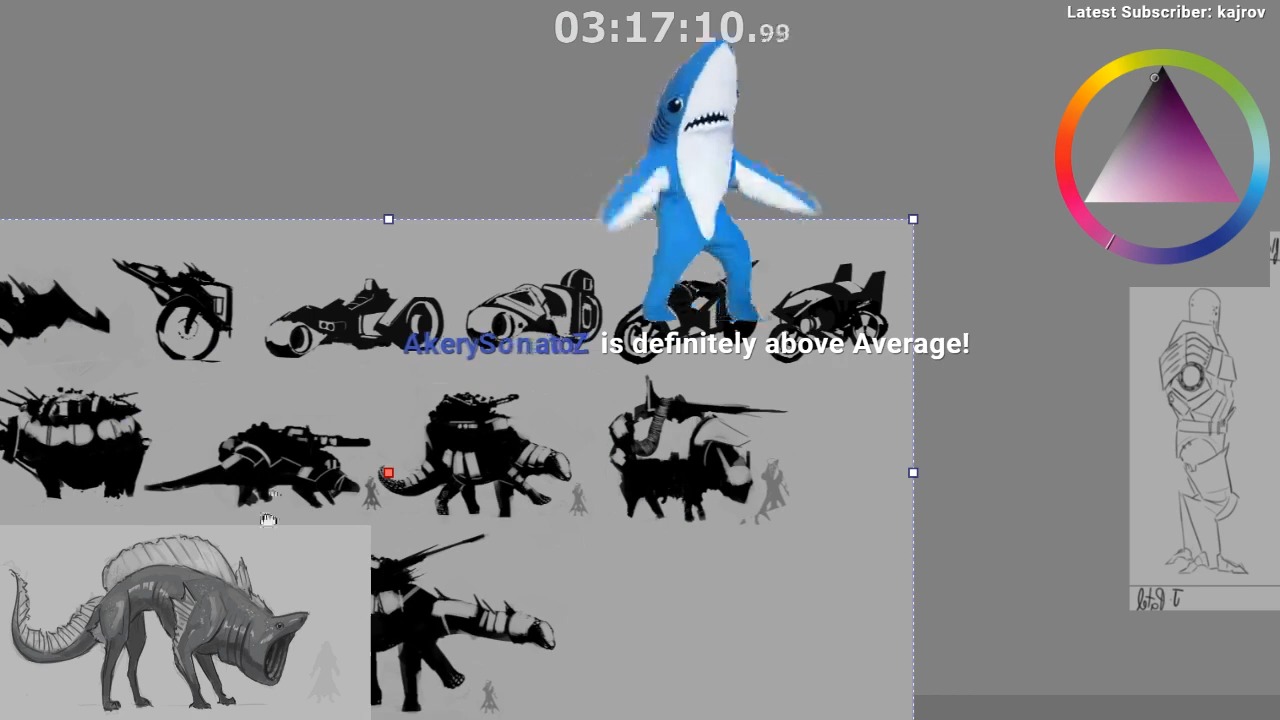 03:17:10.99
Latest Subscriber: kajrov
AkerySonatoZ is definitely above Average!